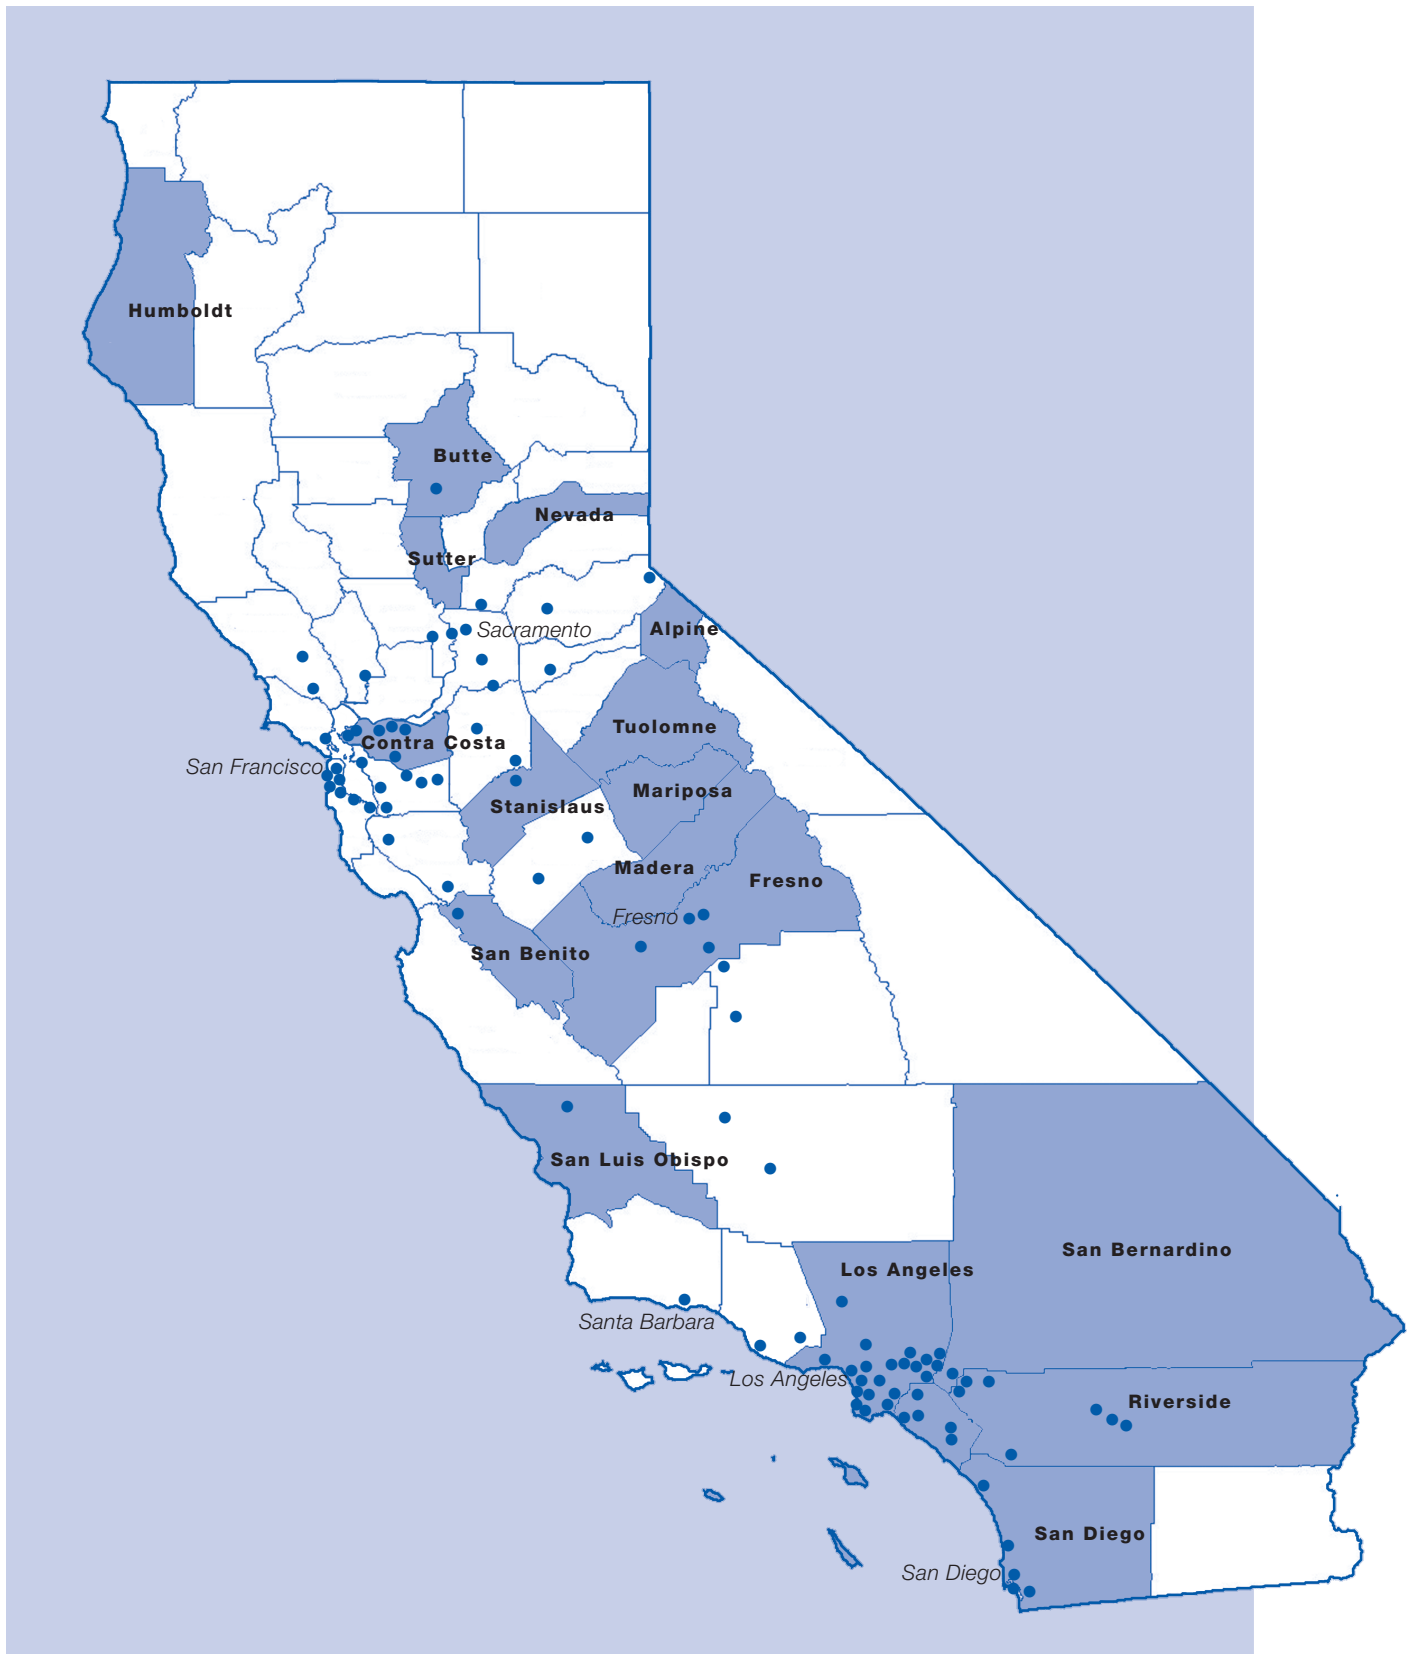 Humboldt
Butte
Nevada
Sutter
Sacramento
Alpine
Tuolomne
Contra Costa
San Francisco
Mariposa
Stanislaus
Madera
Fresno
Fresno
San Benito
San Luis Obispo
San Bernardino
Los Angeles
Santa Barbara
Los Angeles
Riverside
San Diego
San Diego